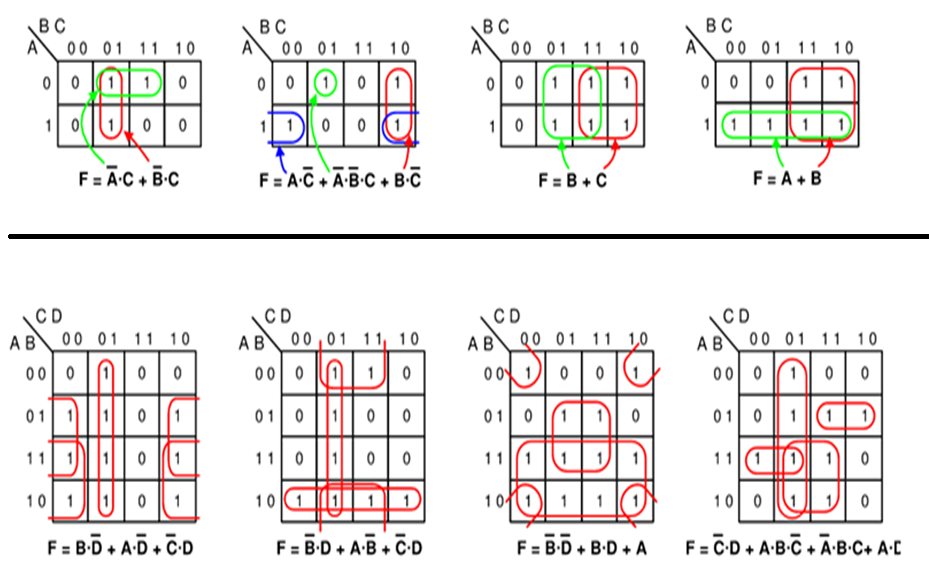 B C
A 00 01 11 10
0 0 1 1 0
1 0 1 0 0
F = A̅·C + B̅·C
B C
A 00 01 11 10
0 0 1 0 1
1 1 0 0 1
F = A·C̅ + A̅·B̅·C + B·C̅
B C
A 00 01 11 10
0 0 1 1 1
1 0 1 1 1
F = B + C
B C
A 00 01 11 10
0 0 0 1 1
1 1 1 1 1
F = A + B
C D
A B 00 01 11 10
00 0 1 0 0
01 1 1 0 1
11 1 1 0 1
10 1 1 0 1
F = B·D̅ + A·D̅ + C̅·D
C D
A B 00 01 11 10
00 0 1 1 0
01 0 1 0 0
11 0 1 0 0
10 1 1 1 1
F = B̅·D + A·B̅ + C̅·D
C D
A B 00 01 11 10
00 1 0 0 1
01 0 1 1 0
11 1 1 1 1
10 1 1 1 1
F = B̅·D̅ + B·D + A
C D
A B 00 01 11 10
00 0 1 0 0
01 0 1 1 1
11 1 1 1 0
10 0 1 1 0
F = C̅·D + A·B·C̅ + A̅·B·C+ A·D